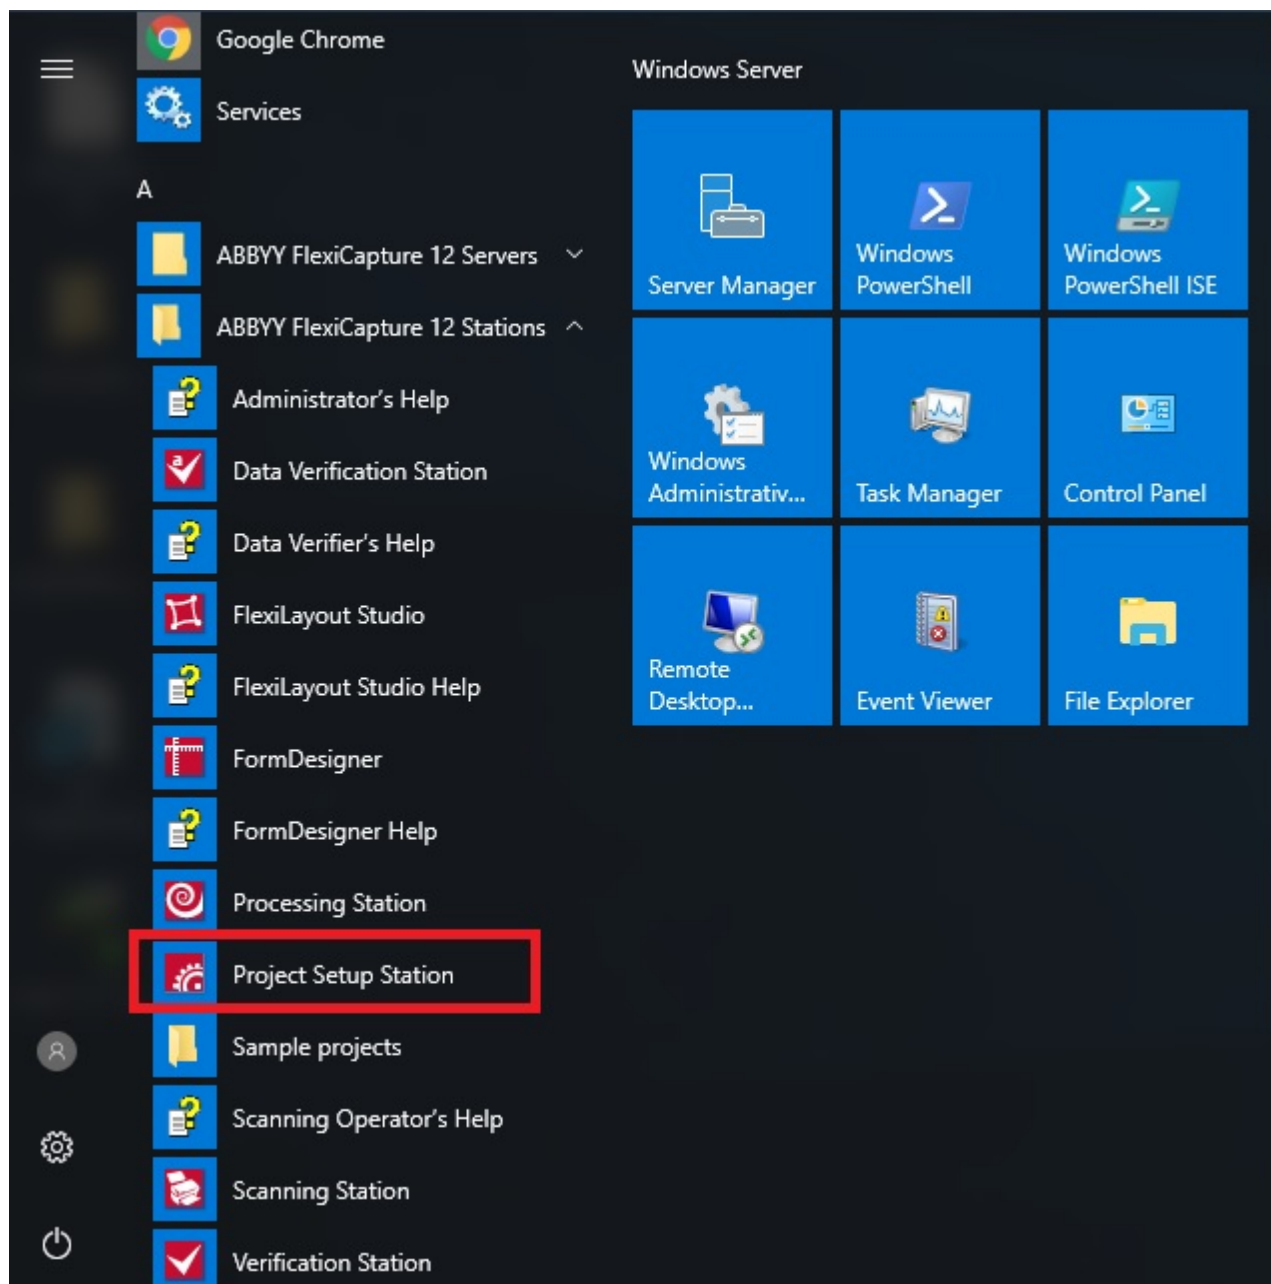 Google Chrome
Services
A
ABBYY FlexiCapture 12 Servers
ABBYY FlexiCapture 12 Stations
Administrator's Help
Data Verification Station
Data Verifier's Help
FlexiLayout Studio
FlexiLayout Studio Help
FormDesigner
FormDesigner Help
Processing Station
Project Setup Station
Sample projects
Scanning Operator's Help
Scanning Station
Verification Station
Windows Server
Server Manager
Windows
PowerShell
Windows
PowerShell ISE
Windows
Administrativ...
Task Manager
Control Panel
Remote
Desktop...
Event Viewer
File Explorer